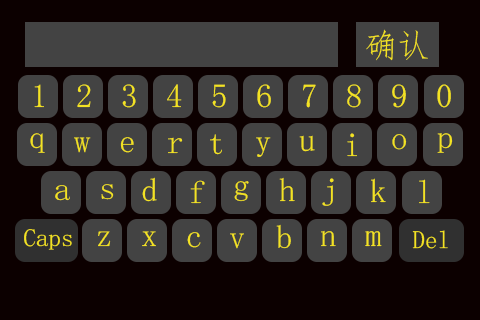 确认
1 2 3 4 5 6 7 8 9 0
q w e r t y u i o p
a s d f g h j k l
Caps z x c v b n m Del